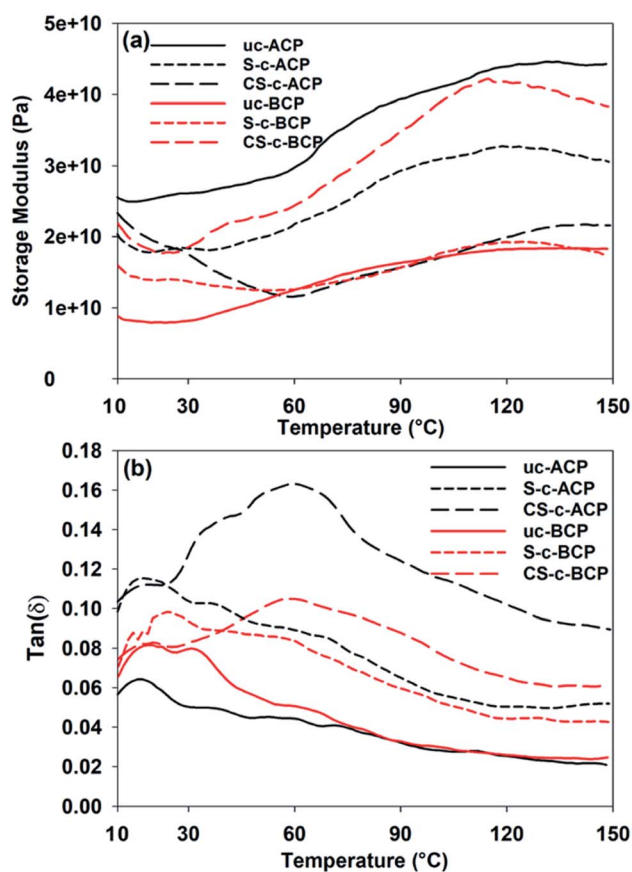 5e+10
(a)
uc-ACP
S-c-ACP
CS-c-ACP
uc-BCP
S-c-BCP
CS-c-BCP
4e+10
3e+10
2e+10
1e+10
0
Storage Modulus (Pa)
10 30 60 90 120 150
Temperature (°C)
0.18
(b)
uc-ACP
S-c-ACP
CS-c-ACP
uc-BCP
S-c-BCP
CS-c-BCP
0.16
0.14
0.12
0.10
0.08
0.06
0.04
0.02
0.00
Tan(δ)
10 30 60 90 120 150
Temperature (°C)